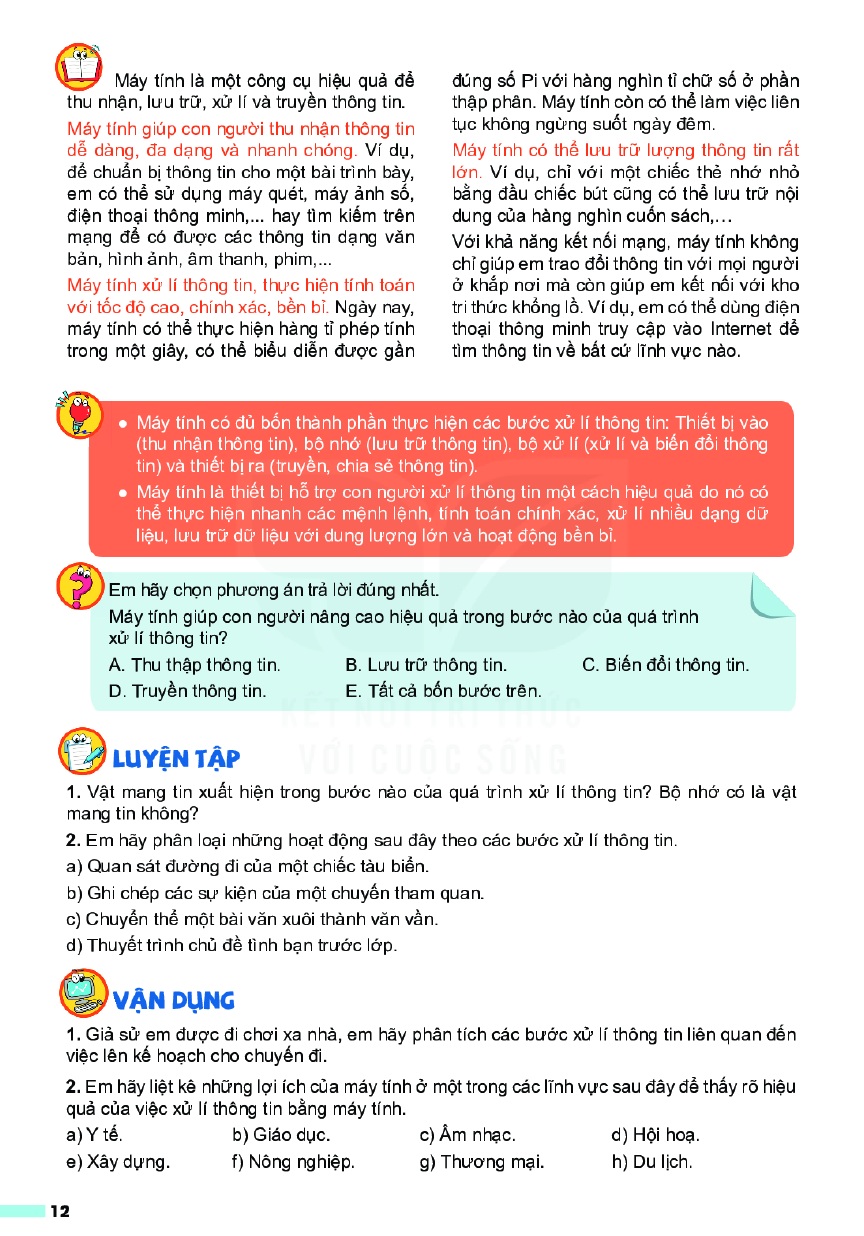 Máy tính là một công cụ hiệu quả để
thu nhận, lưu trữ, xử lí và truyền thông tin.
Máy tính giúp con người thu nhận thông tin
dễ dàng, đa dạng và nhanh chóng. Ví dụ,
để chuẩn bị thông tin cho một bài trình bày,
em có thể sử dụng máy quét, máy ảnh số,
điện thoại thông minh,... hay tìm kiếm trên
mạng để có được các thông tin dạng văn
bản, hình ảnh, âm thanh, phim,...
Máy tính xử lí thông tin, thực hiện tính toán
với tốc độ cao, chính xác, bền bỉ. Ngày nay,
máy tính có thể thực hiện hàng tỉ phép tính
trong một giây, có thể biểu diễn được gần
đúng số Pi với hàng nghìn tỉ chữ số ở phần
thập phân. Máy tính còn có thể làm việc liên
tục không ngừng suốt ngày đêm.
Máy tính có thể lưu trữ lượng thông tin rất
lớn. Ví dụ, chỉ với một chiếc thẻ nhớ nhỏ
bằng đầu chiếc bút cũng có thể lưu trữ nội
dung của hàng nghìn cuốn sách,…
Với khả năng kết nối mạng, máy tính không
chỉ giúp em trao đổi thông tin với mọi người
ở khắp nơi mà còn giúp em kết nối với kho
tri thức khổng lồ. Ví dụ, em có thể dùng điện
thoại thông minh truy cập vào Internet để
tìm thông tin về bất cứ lĩnh vực nào.
• Máy tính có đủ bốn thành phần thực hiện các bước xử lí thông tin: Thiết bị vào
(thu nhận thông tin), bộ nhớ (lưu trữ thông tin), bộ xử lí (xử lí và biến đổi thông
tin) và thiết bị ra (truyền, chia sẻ thông tin).
• Máy tính là thiết bị hỗ trợ con người xử lí thông tin một cách hiệu quả do nó có
thể thực hiện nhanh các mệnh lệnh, tính toán chính xác, xử lí nhiều dạng dữ
liệu, lưu trữ dữ liệu với dung lượng lớn và hoạt động bền bỉ.
Em hãy chọn phương án trả lời đúng nhất.
Máy tính giúp con người nâng cao hiệu quả trong bước nào của quá trình
xử lí thông tin?
A. Thu thập thông tin. B. Lưu trữ thông tin. C. Biến đổi thông tin.
D. Truyền thông tin. E. Tất cả bốn bước trên.
KẾT NỐI TRI THỨC
VỚI CUỘC SỐNG
LUYỆN TẬP
1. Vật mang tin xuất hiện trong bước nào của quá trình xử lí thông tin? Bộ nhớ có là vật
mang tin không?
2. Em hãy phân loại những hoạt động sau đây theo các bước xử lí thông tin.
a) Quan sát đường đi của một chiếc tàu biển.
b) Ghi chép các sự kiện của một chuyến tham quan.
c) Chuyển thể một bài văn xuôi thành văn vần.
d) Thuyết trình chủ đề tình bạn trước lớp.
VẬN DỤNG
1. Giả sử em được đi chơi xa nhà, em hãy phân tích các bước xử lí thông tin liên quan đến
việc lên kế hoạch cho chuyến đi.
2. Em hãy liệt kê những lợi ích của máy tính ở một trong các lĩnh vực sau đây để thấy rõ hiệu
quả của việc xử lí thông tin bằng máy tính.
a) Y tế. b) Giáo dục. c) Âm nhạc. d) Hội hoạ.
e) Xây dựng. f) Nông nghiệp. g) Thương mại. h) Du lịch.
12